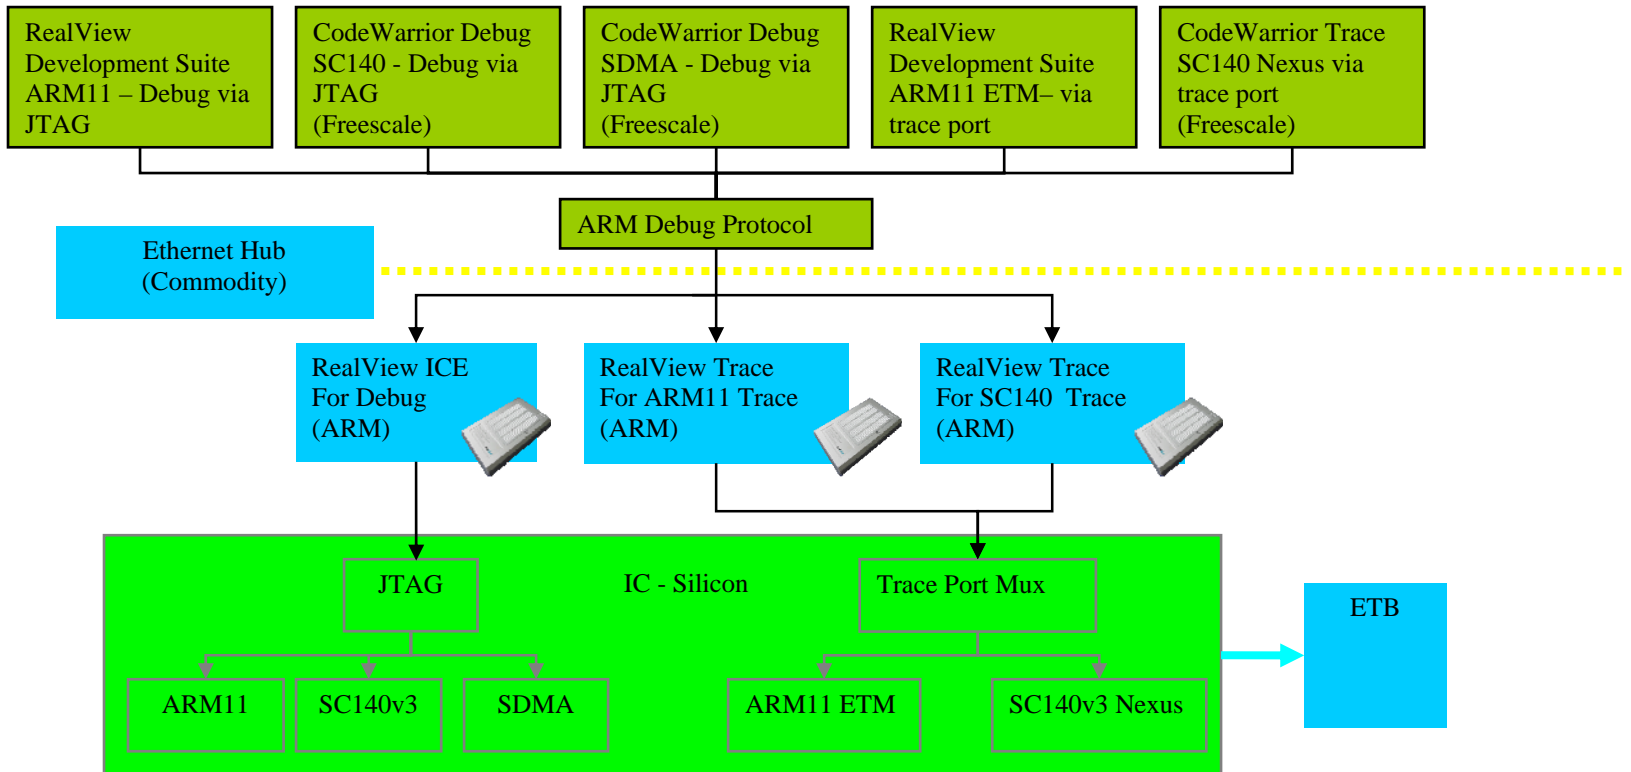 RealView
Development Suite
ARM11 – Debug via
JTAG
CodeWarrior Debug
SC140 - Debug via
JTAG
(Freescale)
CodeWarrior Debug
SDMA - Debug via
JTAG
(Freescale)
RealView
Development Suite
ARM11 ETM– via
trace port
CodeWarrior Trace
SC140 Nexus via
trace port
(Freescale)
ARM Debug Protocol
Ethernet Hub
(Commodity)
RealView ICE
For Debug
(ARM)
RealView Trace
For ARM11 Trace
(ARM)
RealView Trace
For SC140  Trace
(ARM)
JTAG
IC - Silicon
Trace Port Mux
ETB
ARM11
SC140v3
SDMA
ARM11 ETM
SC140v3 Nexus